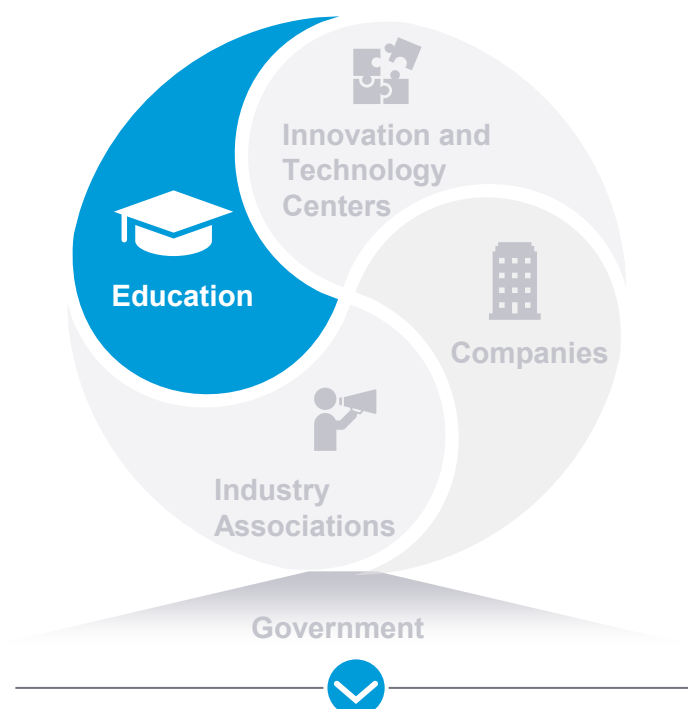 Innovation and
Technology
Centers
Education
Companies
Industry
Associations
Government